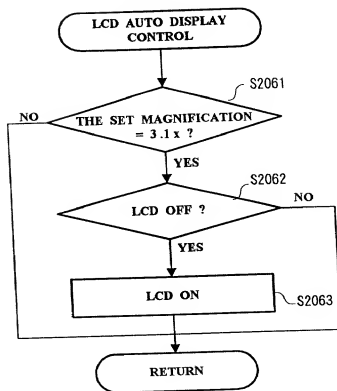 LCD AUTO DISPLAY
CONTROL
S2061
NO
THE SET MAGNIFICATION
= 3.1x ?
YES
S2062
NO
LCD OFF ?
YES
LCD ON
S2063
RETURN